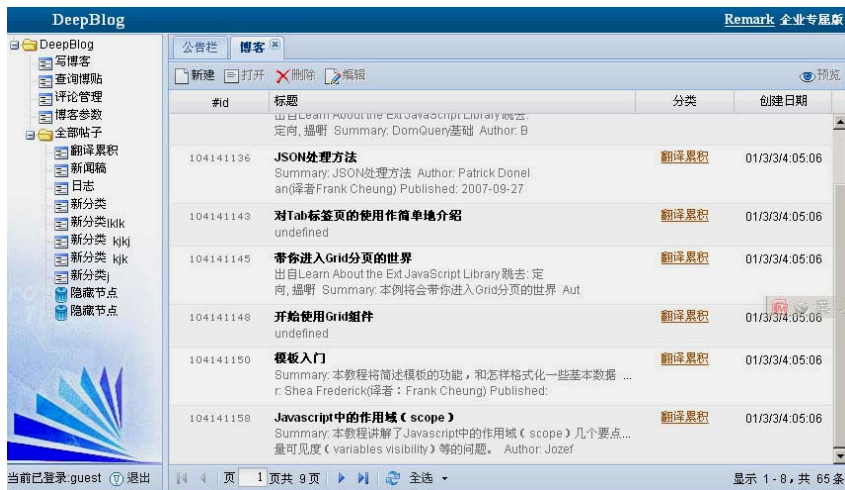 DeepBlog
Remark 企业专属版
DeepBlog
写博客
查询博贴
评论管理
博客参数
全部帖子
翻译累积
新闻稿
日志
新分类
新分类lklk
新分类 kjkj
新分类 kjk
新分类j
隐藏节点
隐藏节点
当前已登录:guest 退出
公告栏 博客
新建 打开 删除 编辑 预览
#id 标题 分类 创建日期
出自Learn About the Ext JavaScript Library 跳去:
定向, 搵嘢 Summary: DomQuery基础 Author: B
104141136 JSON处理方法 翻译累积 01/3/3/4:05:06
Summary: JSON处理方法 Author: Patrick Donel
an(译者Frank Cheung) Published: 2007-09-27
104141143 对Tab标签页的使用作简单地介绍 翻译累积 01/3/3/4:05:06
undefined
104141145 带你进入Grid分页的世界 翻译累积 01/3/3/4:05:06
出自Learn About the Ext JavaScript Library 跳去: 定
向, 搵嘢 Summary: 本例将会带你进入Grid分页的世界 Aut
104141148 开始使用Grid组件 翻译累积 01/3/3/4:05:06
undefined
英
104141150 模板入门 翻译累积 01/3/3/4:05:06
Summary: 本教程将简述模板的功能，和怎样格式化一些基本数据 ...
r: Shea Frederick(译者：Frank Cheung) Published:
104141158 Javascript中的作用域（scope） 翻译累积 01/3/3/4:05:06
Summary: 本教程讲解了Javascript中的作用域（scope）几个要点...
量可见度（variables visibility）等的问题。 Author: Jozef
页 1 页共 9 页 全选
显示 1 - 8，共 65 条